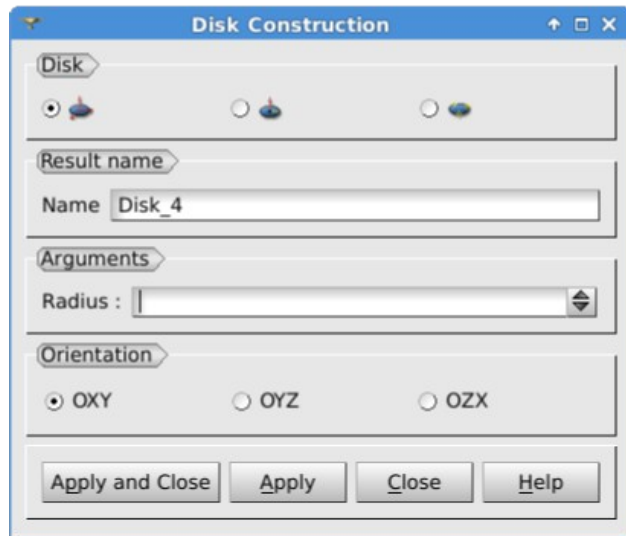 Disk Construction
Disk
Result name
Name Disk_4
Arguments
Radius :
Orientation
OXY OYZ OZX
Apply and Close Apply Close Help